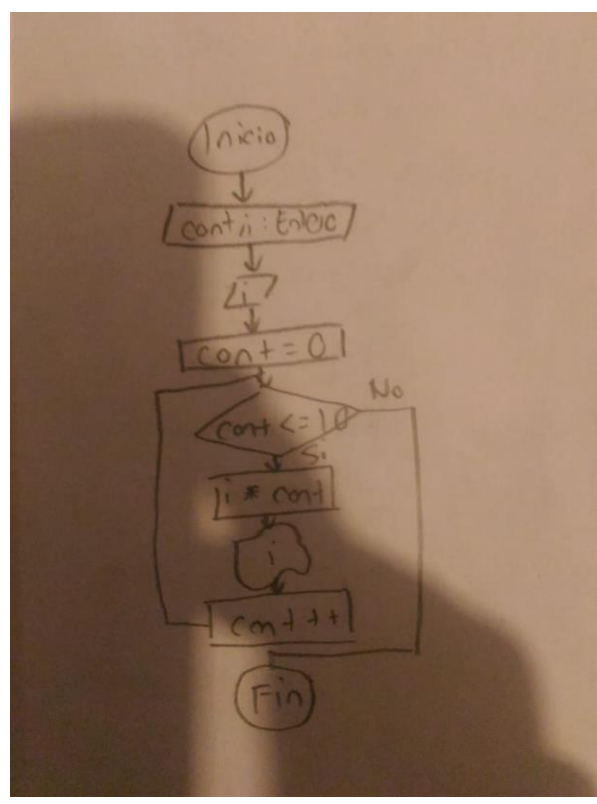 Inicio
cont, i : Entero
i
cont = 0
No
cont <= 10
Si
i * cont
i
cont ++
Fin